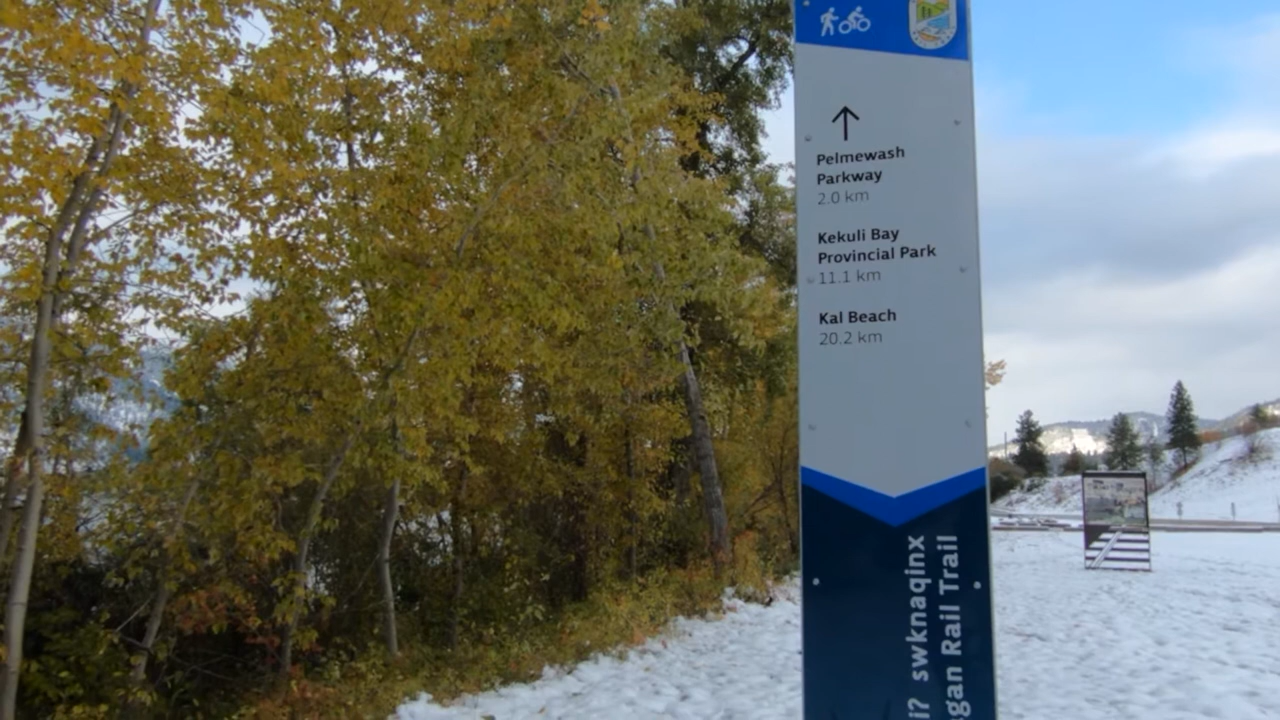 Pelmewash
Parkway
2.0 km
Kekuli Bay
Provincial Park
11.1 km
Kal Beach
20.2 km
swknaqinx
Rail Trail